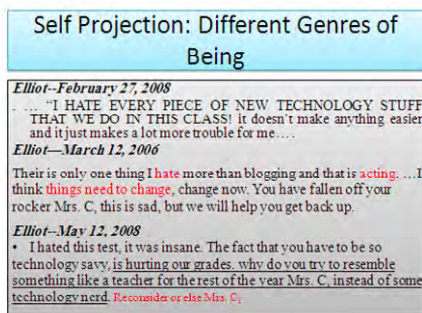 Self Projection: Different Genres of
Being
Elliot--February 27, 2008
. … “I HATE EVERY PIECE OF NEW TECHNOLOGY STUFF
THAT WE DO IN THIS CLASS! it doesn’t make anything easier
and it just makes a lot more trouble for me….
Elliot—March 12, 2006
Their is only one thing I hate more than blogging and that is acting. …I
think things need to change, change now. You have fallen off your
rocker Mrs. C, this is sad, but we will help you get back up.
Elliot--May 12, 2008
• I hated this test, it was insane. The fact that you have to be so
technology savy, is hurting our grades. why do you try to resemble
something like a teacher for the rest of the year Mrs. C, instead of some
technology nerd. Reconsider or else Mrs. C,